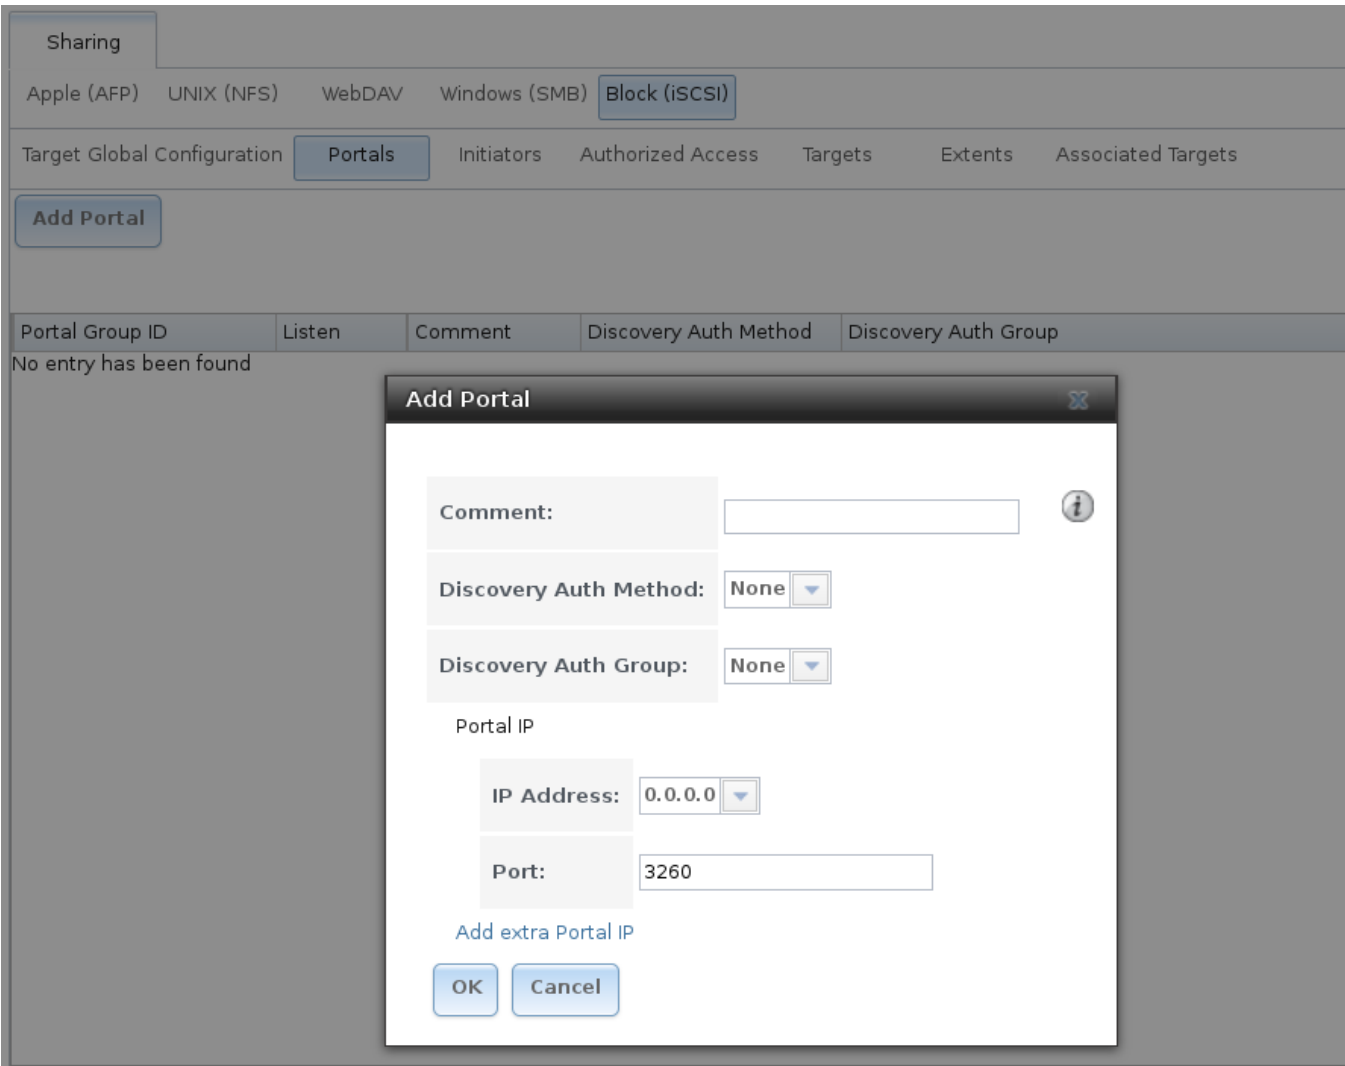 Sharing
Apple (AFP) UNIX (NFS) WebDAV Windows (SMB) Block (iSCSI)
Target Global Configuration Portals Initiators Authorized Access Targets Extents Associated Targets
Add Portal
Portal Group ID Listen Comment Discovery Auth Method Discovery Auth Group
No entry has been found
Add Portal
Comment:
Discovery Auth Method: None
Discovery Auth Group: None
Portal IP
IP Address: 0.0.0.0
Port: 3260
Add extra Portal IP
OK Cancel